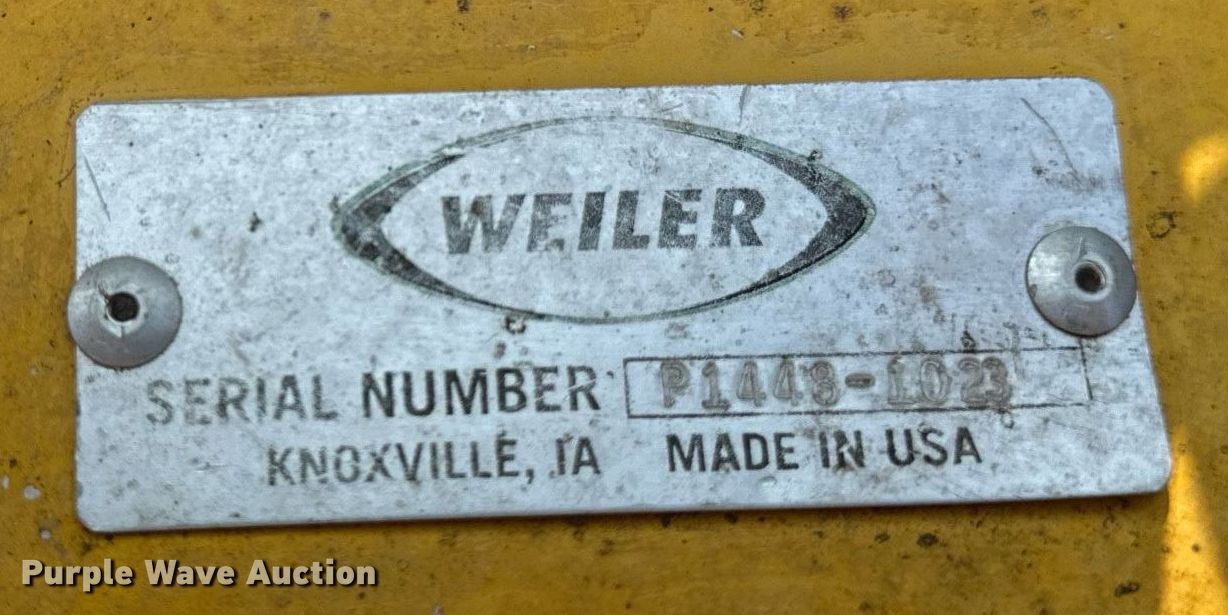 WEILER
SERIAL NUMBER P1448-1023
KNOXVILLE, IA MADE IN USA
Purple Wave Auction